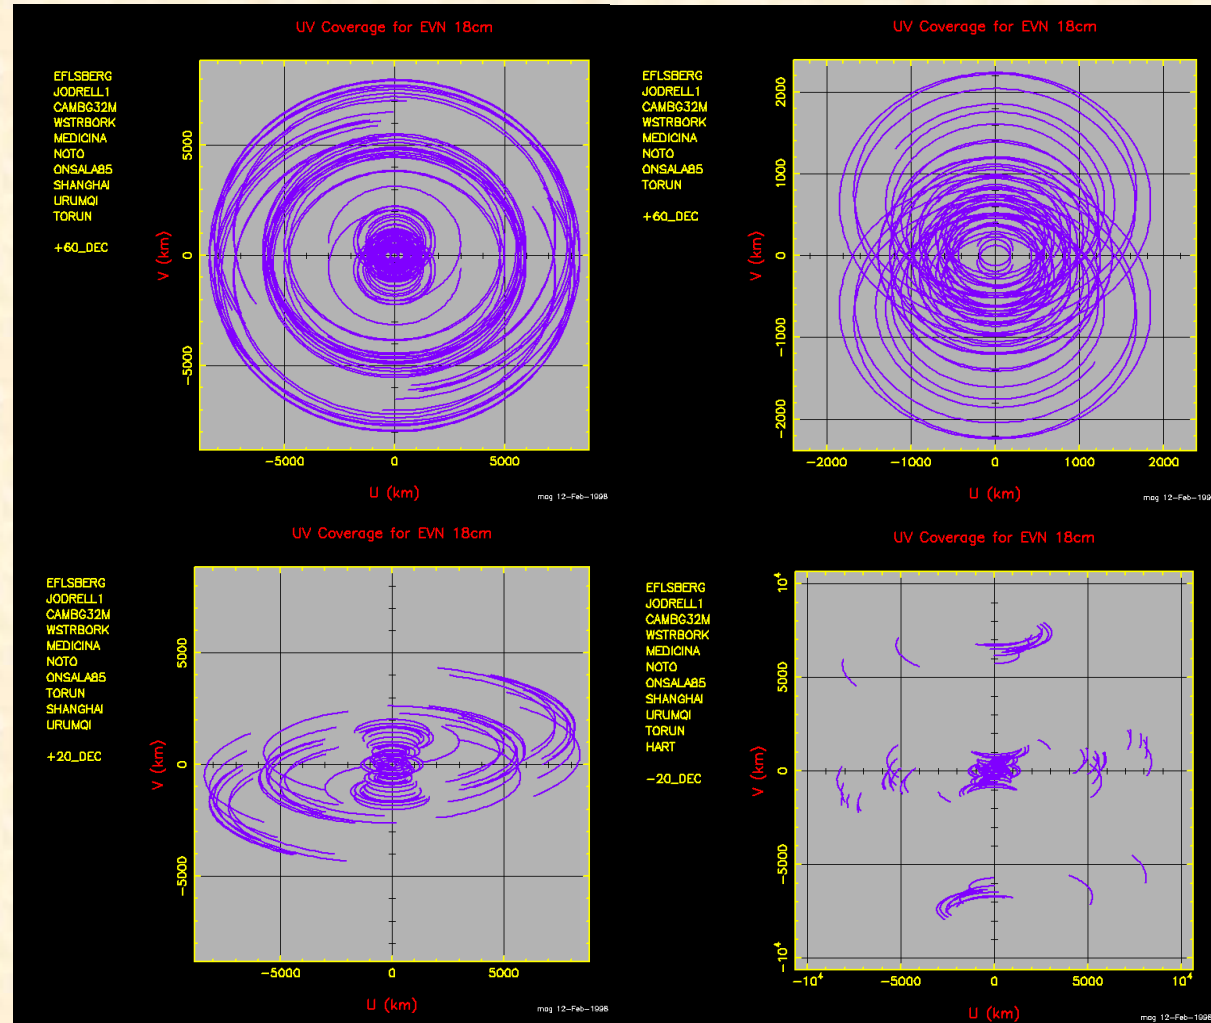 UV Coverage for EVN 18cm
EFLSBERG
JODRELL1
CAMBG32M
WSTRBORK
MEDICINA
NOTO
ONSALA85
SHANGHAI
URUMQI
TORUN
+60_DEC
V (km)
5000
0
-5000
-5000 0 5000
U (km)
mag 12-Feb-1998
UV Coverage for EVN 18cm
EFLSBERG
JODRELL1
CAMBG32M
WSTRBORK
MEDICINA
NOTO
ONSALA85
TORUN
+60_DEC
V (km)
2000
1000
0
-1000
-2000
-2000 -1000 0 1000 2000
U (km)
mag 12-Feb-199
UV Coverage for EVN 18cm
EFLSBERG
JODRELL1
CAMBG32M
WSTRBORK
MEDICINA
NOTO
ONSALA85
TORUN
SHANGHAI
URUMQI
+20_DEC
V (km)
5000
0
-5000
-5000 0 5000
U (km)
mag 12-Feb-1998
UV Coverage for EVN 18cm
EFLSBERG
JODRELL1
CAMBG32M
WSTRBORK
MEDICINA
NOTO
ONSALA85
SHANGHAI
URUMQI
TORUN
HART
-20_DEC
V (km)
10⁴
5000
0
-5000
-10⁴
-10⁴ -5000 0 5000 10⁴
U (km)
mag 12-Feb-1998